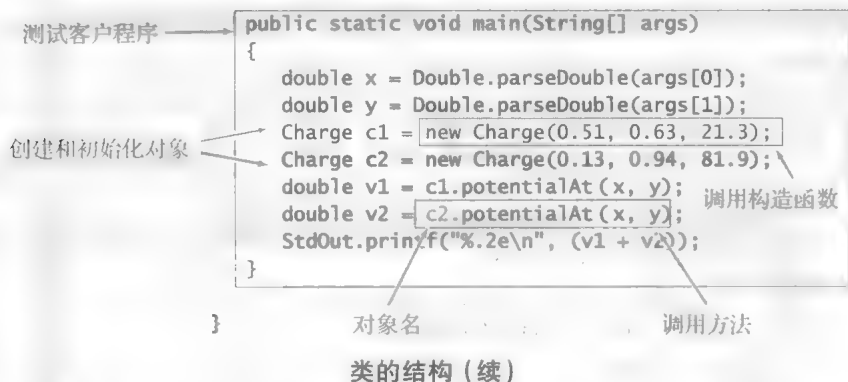 测试客户程序
public static void main(String[] args)
{
double x = Double.parseDouble(args[0]);
double y = Double.parseDouble(args[1]);
创建和初始化对象
Charge c1 = new Charge(0.51, 0.63, 21.3);
Charge c2 = new Charge(0.13, 0.94, 81.9);
double v1 = c1.potentialAt(x, y);
调用构造函数
double v2 = c2.potentialAt(x, y);
StdOut.printf("%.2e\n", (v1 + v2));
}
} 对象名 调用方法
类的结构（续）